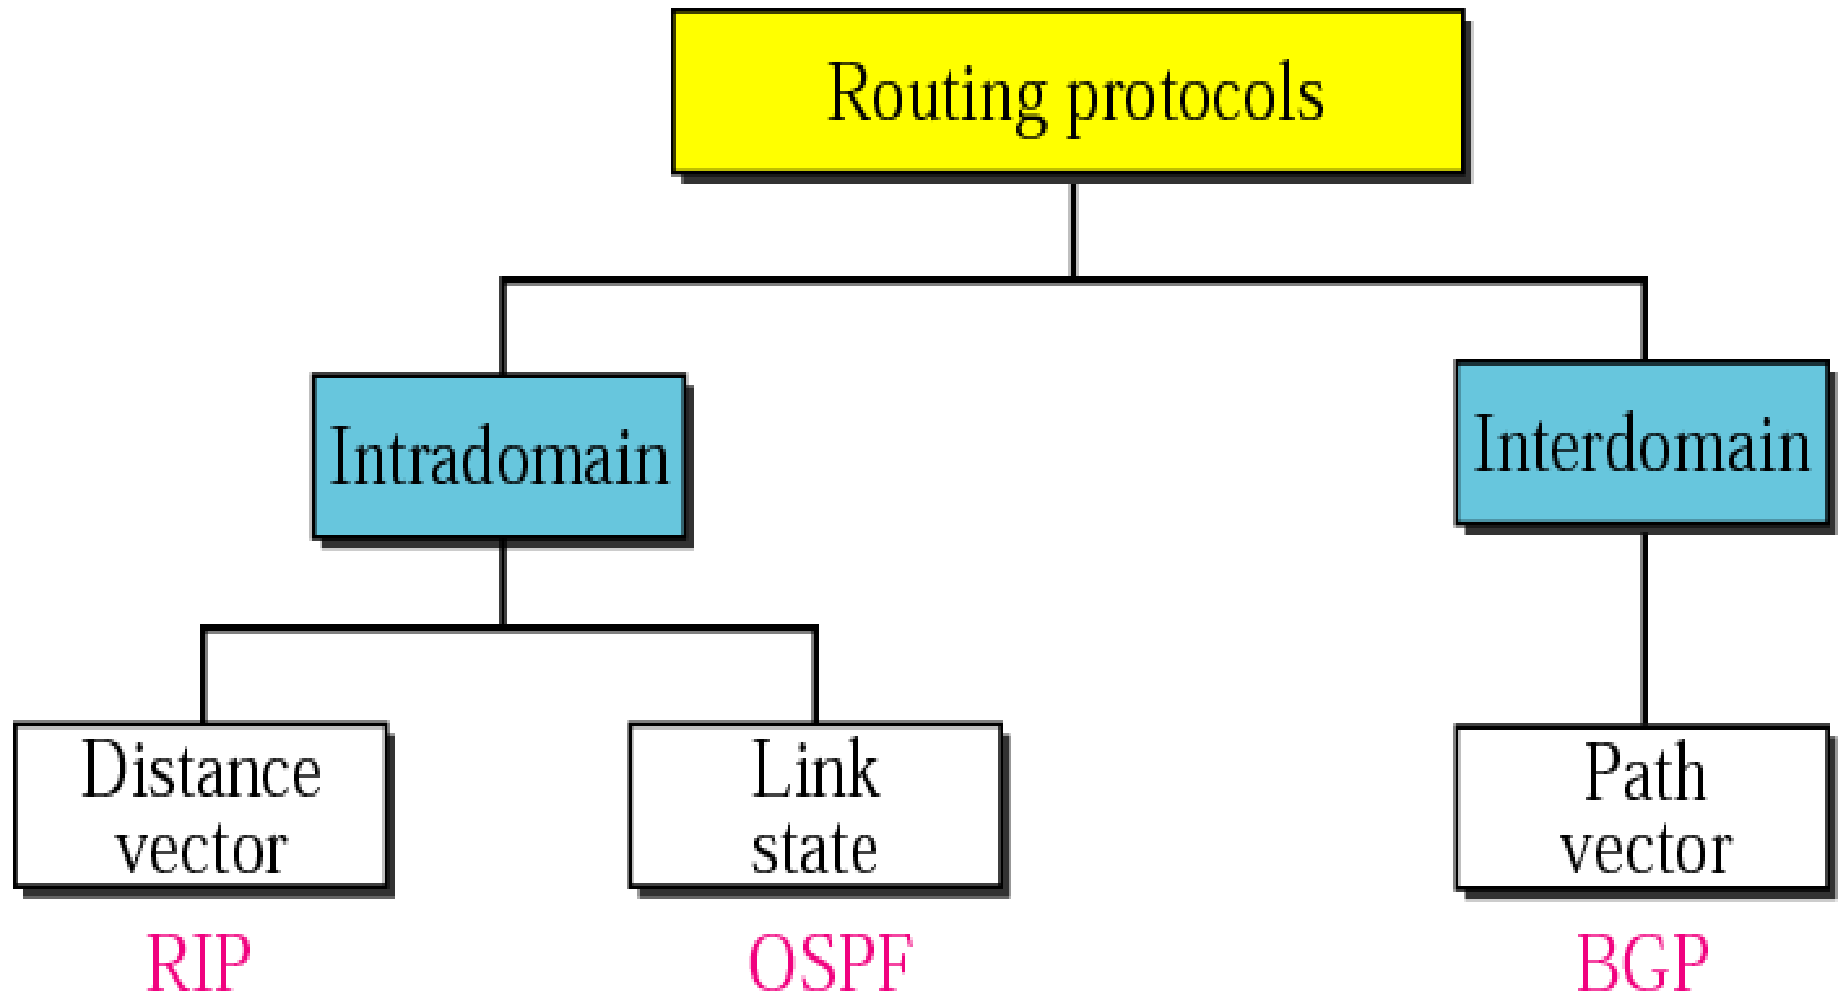 Routing protocols
Intradomain
Interdomain
Distance
vector
Link
state
Path
vector
RIP
OSPF
BGP